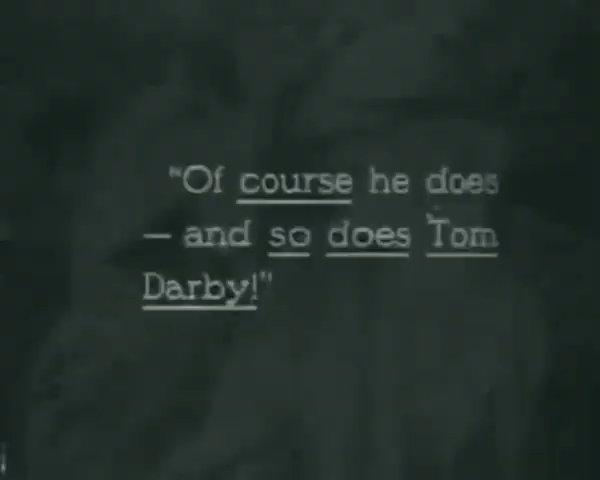 "Of course he does
— and so does Tom
Darby!"